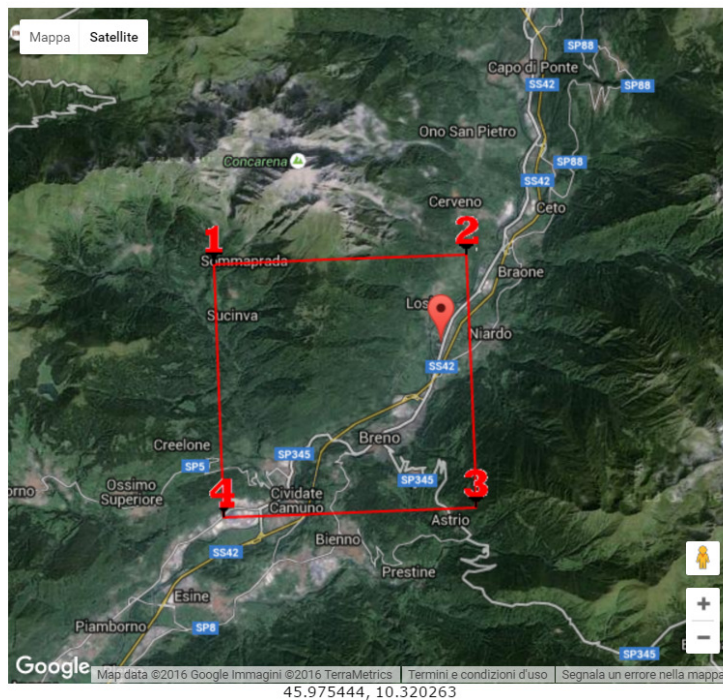 Mappa Satellite
SP88
Capo di Ponte
SS42
SP88
Ono San Pietro
Concarena
SP88
SS42
Cerveno
Ceto
1
2
Sommaprada
Braone
Sucinva
Niardo
SS42
Breno
Creelone
SP345
SP5
SP345
Ossimo
Superiore
4
Cividate
Camuno
3
Astrio
Bienno
SS42
Prestine
Esine
Piamborno
SP8
SP345
Google
Map data ©2016 Google Immagini ©2016 TerraMetrics
Termini e condizioni d'uso
Segnala un errore nella mappa
45.975444, 10.320263